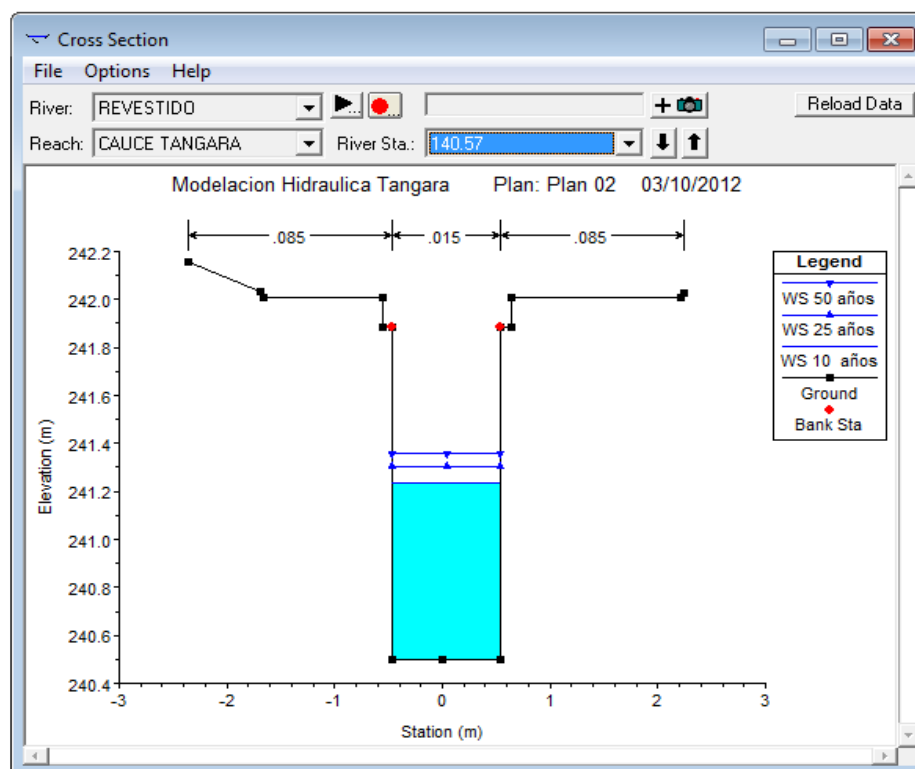 Cross Section
File Options Help
River: REVESTIDO Reload Data
Reach: CAUCE TANGARA River Sta.: 140.57
Modelacion Hidraulica Tangara Plan: Plan 02 03/10/2012
.085 .015 .085
Legend
WS 50 años
WS 25 años
WS 10 años
Ground
Bank Sta
Elevation (m)
242.2
242.0
241.8
241.6
241.4
241.2
241.0
240.8
240.6
240.4
-3 -2 -1 0 1 2 3
Station (m)